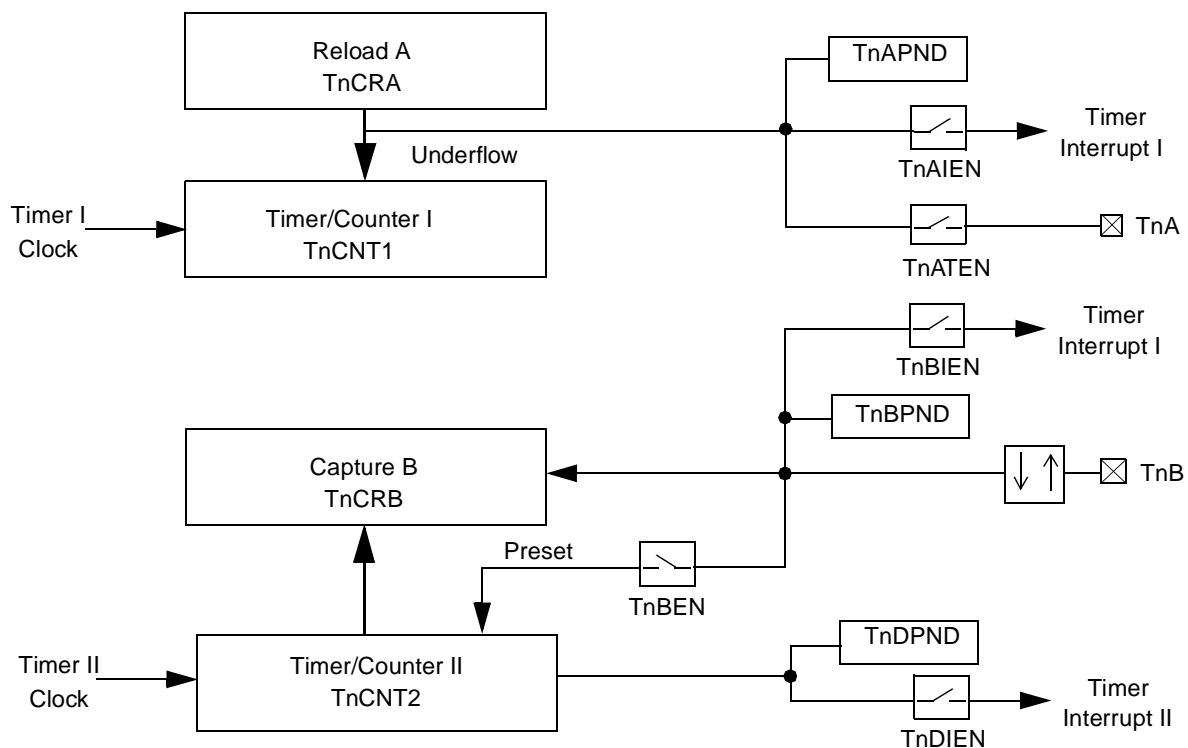 Reload A
TnCRA
TnAPND
Timer
Interrupt I
TnAIEN
Underflow
Timer I
Clock
Timer/Counter I
TnCNT1
TnA
TnATEN
Timer
Interrupt I
TnBIEN
TnBPND
Capture B
TnCRB
TnB
Preset
TnBEN
Timer II
Clock
Timer/Counter II
TnCNT2
TnDPND
Timer
Interrupt II
TnDIEN